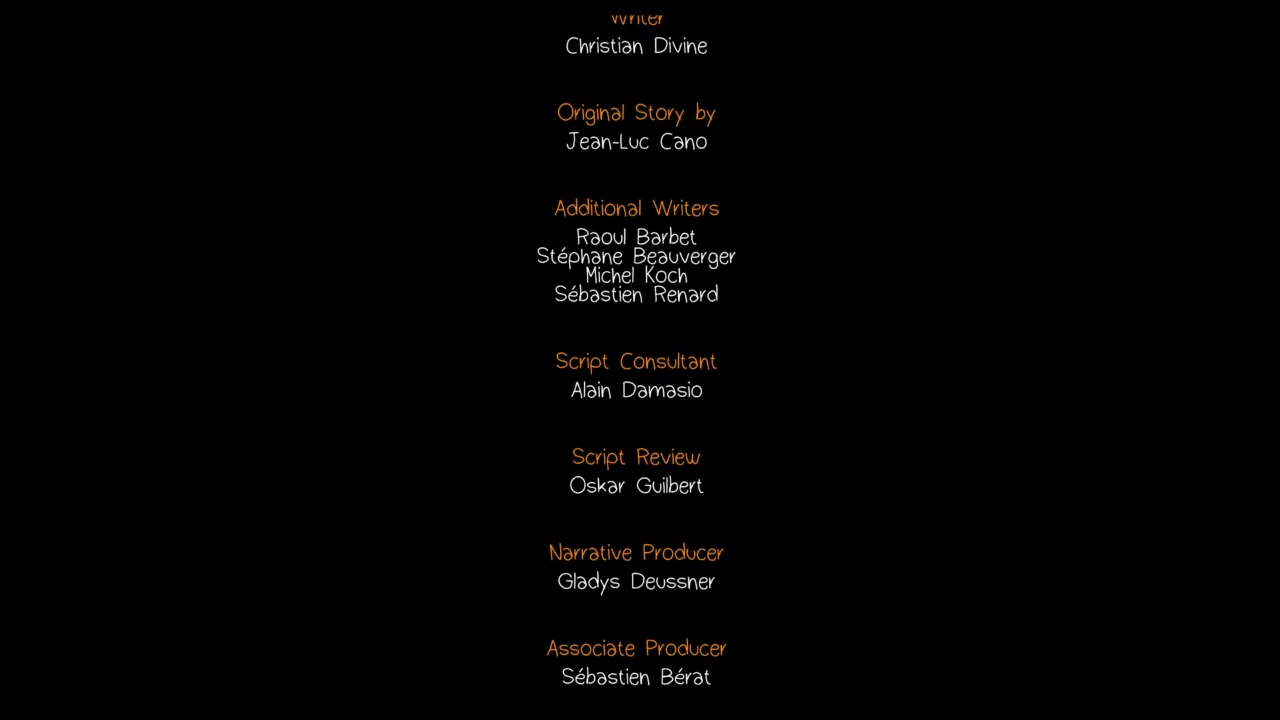 Writer
Christian Divine
Original Story by
Jean-Luc Cano
Additional Writers
Raoul Barbet
Stéphane Beauverger
Michel Koch
Sébastien Renard
Script Consultant
Alain Damasio
Script Review
Oskar Guilbert
Narrative Producer
Gladys Deussner
Associate Producer
Sébastien Bérat